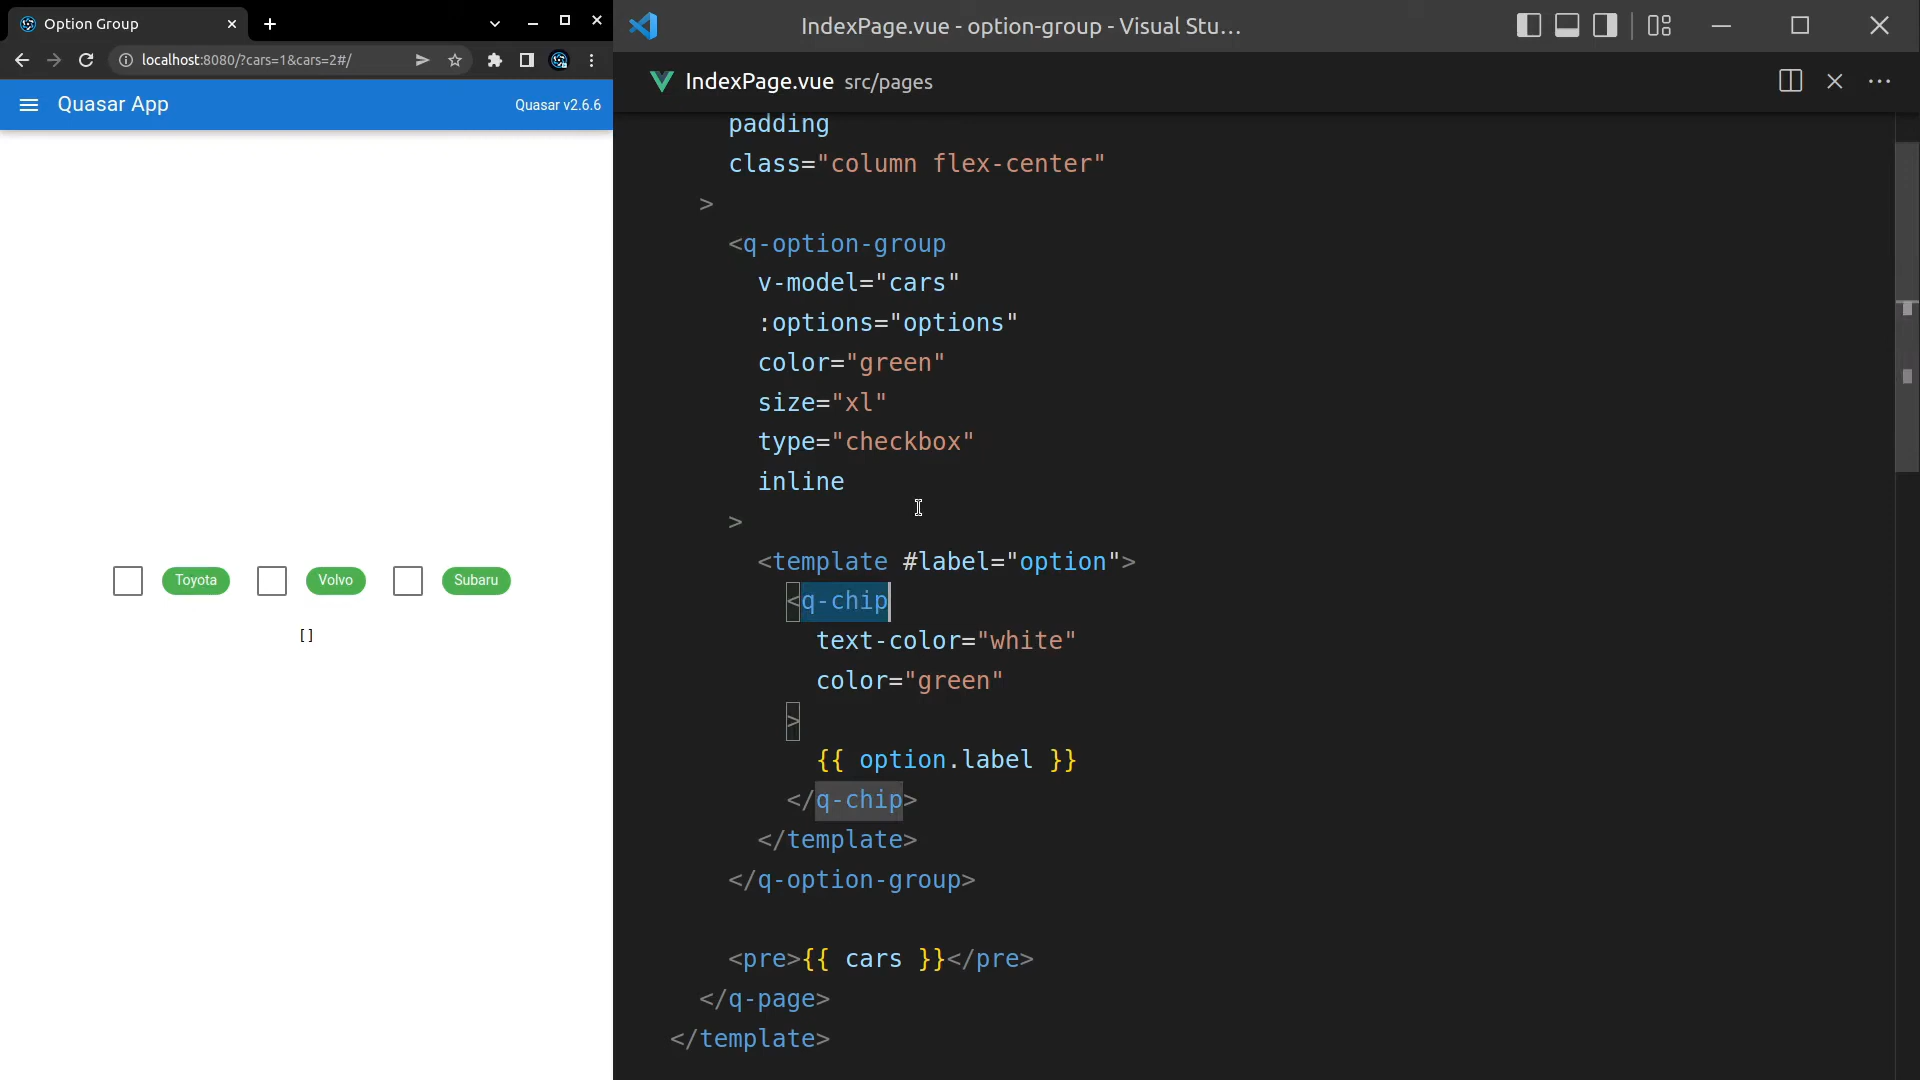 Option Group
localhost:8080/?cars=1&cars=2#/
Quasar App
Quasar v2.6.6
Toyota
Volvo
Subaru
[]
IndexPage.vue - option-group - Visual Stu...
IndexPage.vue src/pages
padding
class="column flex-center"
>
<q-option-group
v-model="cars"
:options="options"
color="green"
size="xl"
type="checkbox"
inline
>
<template #label="option">
<q-chip
text-color="white"
color="green"
>
{{ option.label }}
</q-chip>
</template>
</q-option-group>
<pre>{{ cars }}</pre>
</q-page>
</template>